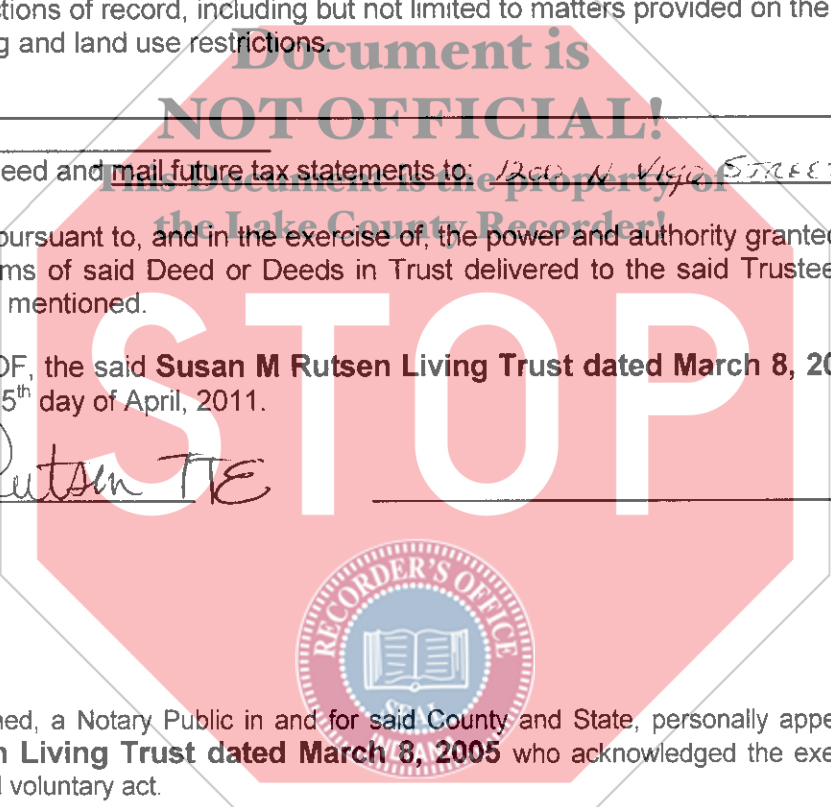 tions of record, including but not limited to matters provided on the
g and land use restrictions.
Document is
NOT OFFICIAL!
eed and mail future tax statements to: 1200 N STREET
This Document is the property of
the Lake County Recorder!
oursuant to, and in the exercise of, the power and authority granted
ms of said Deed or Deeds in Trust delivered to the said Trustee
mentioned.
STOP
OF, the said Susan M Rutsen Living Trust dated March 8, 20
5th day of April, 2011.
Rutsen TTE
RECORDER'S OFFICE
SEAL
INDIANA
ned, a Notary Public in and for said County and State, personally appe
n Living Trust dated March 8, 2005 who acknowledged the exe
d voluntary act.